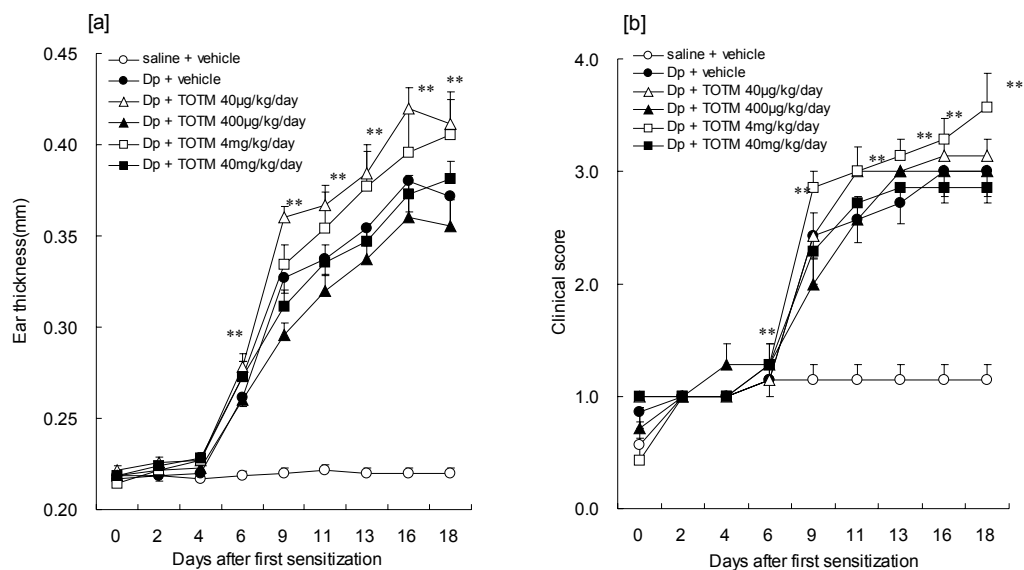 [a]
0.45
0.40
0.35
0.30
0.25
0.20
Ear thickness(mm)
saline + vehicle
Dp + vehicle
Dp + TOTM 40μg/kg/day
Dp + TOTM 400μg/kg/day
Dp + TOTM 4mg/kg/day
Dp + TOTM 40mg/kg/day
**
**
**
**
**
**
0 2 4 6 9 11 13 16 18
Days after first sensitization
[b]
4.0
3.0
2.0
1.0
0.0
Clinical score
saline + vehicle
Dp + vehicle
Dp + TOTM 40μg/kg/day
Dp + TOTM 400μg/kg/day
Dp + TOTM 4mg/kg/day
Dp + TOTM 40mg/kg/day
**
**
**
**
**
**
0 2 4 6 9 11 13 16 18
Days after first sensitization